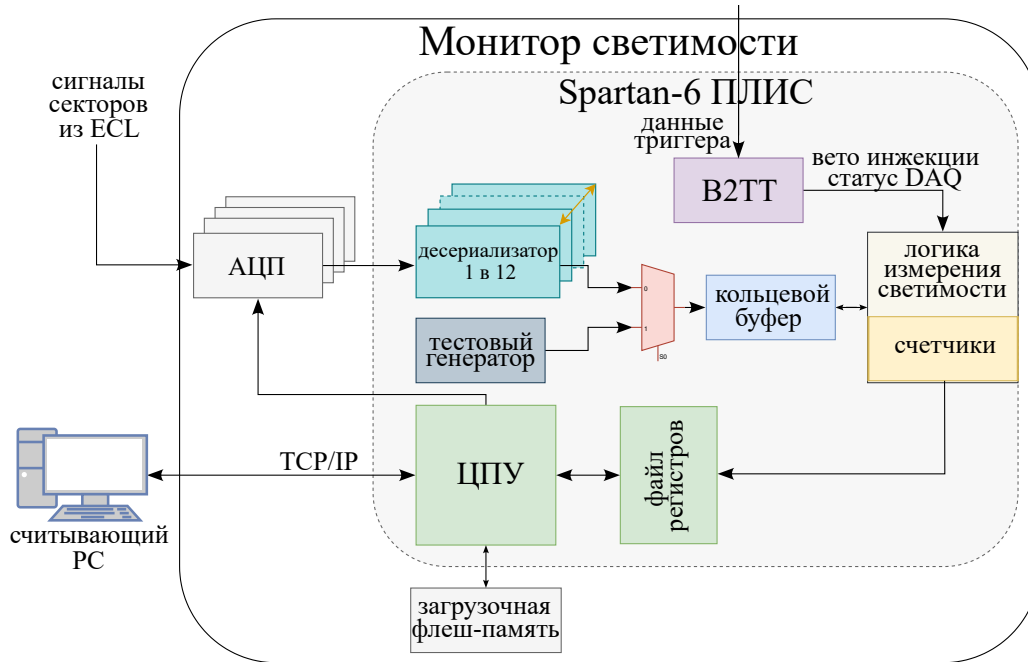 Монитор светимости
Spartan-6 ПЛИС
сигналы
секторов
из ECL
данные
триггера
B2TT
вето инжекции
статус DAQ
АЦП
десериализатор
1 в 12
0
1
S0
кольцевой
буфер
логика
измерения
светимости
счетчики
тестовый
генератор
ЦПУ
файл
регистров
TCP/IP
считывающий
PC
загрузочная
флеш-память